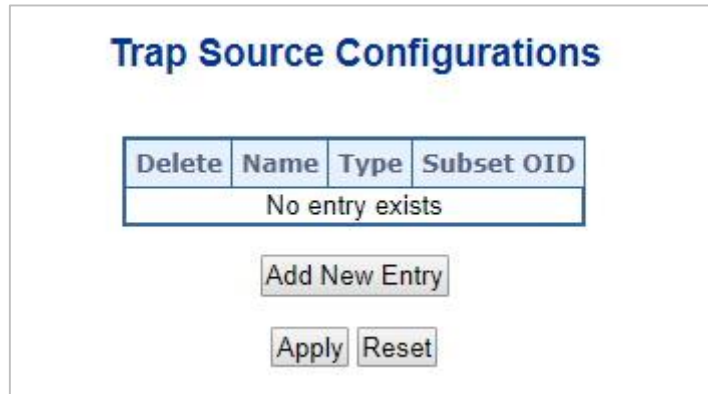 Trap Source Configurations
Delete Name Type Subset OID
No entry exists
Add New Entry
Apply Reset